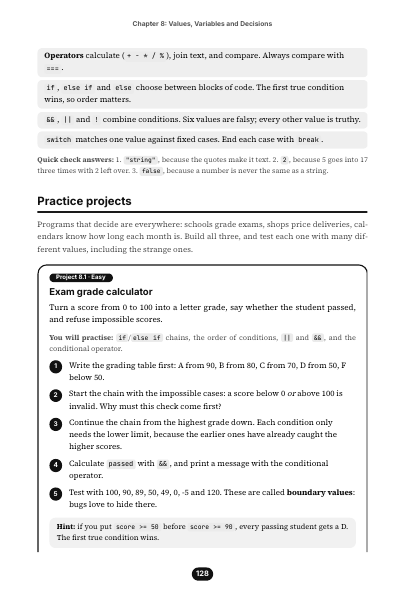 Chapter 8: Values, Variables and Decisions
Operators calculate ( + - * / % ), join text, and compare. Always compare with
=== .
if , else if and else choose between blocks of code. The first true condition
wins, so order matters.
&& , || and ! combine conditions. Six values are falsy; every other value is truthy.
switch matches one value against fixed cases. End each case with break .
Quick check answers: 1. "string", because the quotes make it text. 2. 2 , because 5 goes into 17
three times with 2 left over. 3. false , because a number is never the same as a string.
Practice projects
Programs that decide are everywhere: schools grade exams, shops price deliveries, cal-
endars know how long each month is. Build all three, and test each one with many dif-
ferent values, including the strange ones.
Project 8.1 · Easy
Exam grade calculator
Turn a score from 0 to 100 into a letter grade, say whether the student passed,
and refuse impossible scores.
You will practise: if / else if chains, the order of conditions, || and &&, and the
conditional operator.
1 Write the grading table first: A from 90, B from 80, C from 70, D from 50, F
below 50.
2 Start the chain with the impossible cases: a score below 0 or above 100 is
invalid. Why must this check come first?
3 Continue the chain from the highest grade down. Each condition only
needs the lower limit, because the earlier ones have already caught the
higher scores.
4 Calculate passed with &&, and print a message with the conditional
operator.
5 Test with 100, 90, 89, 50, 49, 0, -5 and 120. These are called boundary values:
bugs love to hide there.
Hint: if you put score >= 50 before score >= 90 , every passing student gets a D.
The first true condition wins.
128